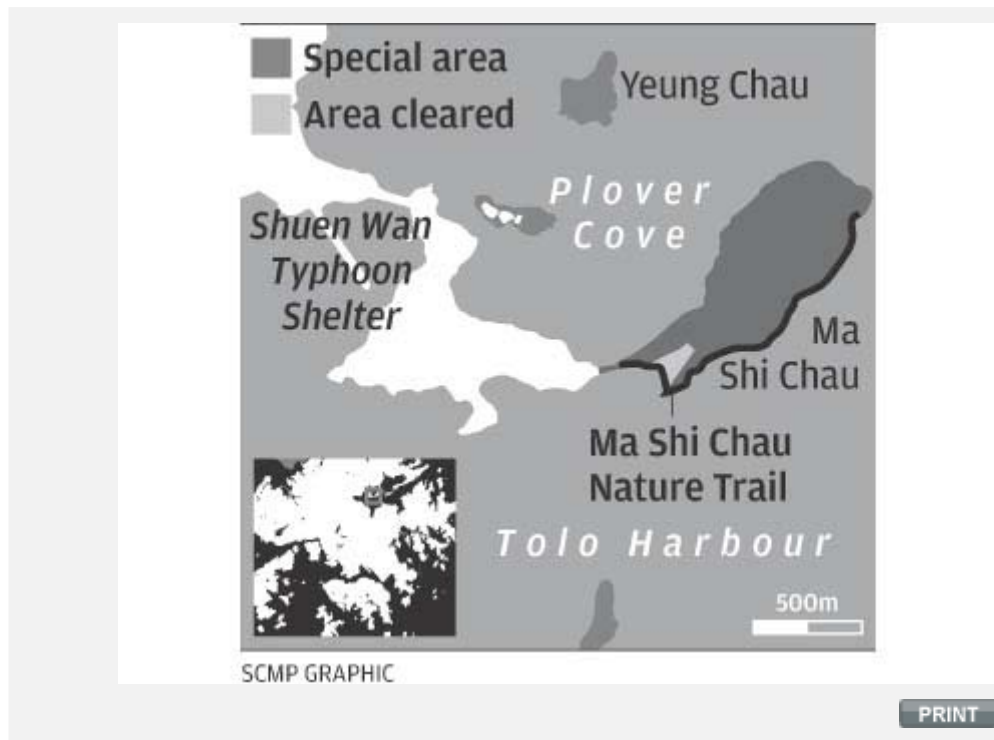 Special area
Area cleared
Yeung Chau
Plover
Cove
Shuen Wan
Typhoon
Shelter
Ma
Shi Chau
Ma Shi Chau
Nature Trail
Tolo Harbour
500m
SCMP GRAPHIC
PRINT